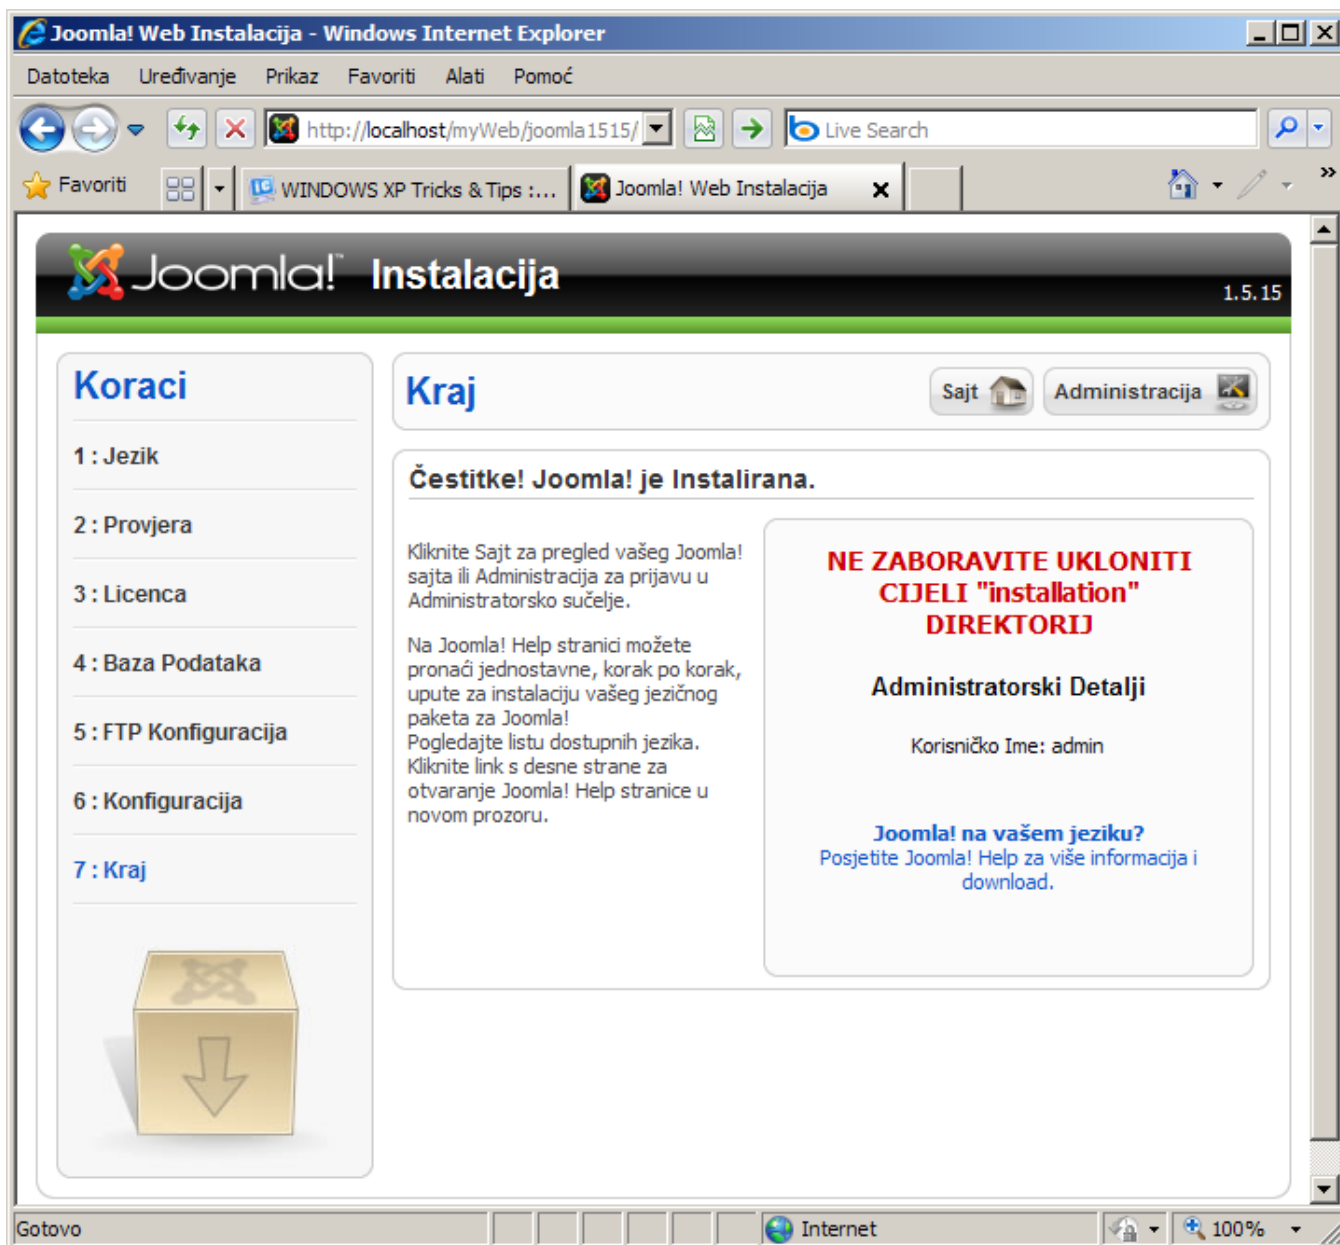 Joomla! Web Instalacija - Windows Internet Explorer
Datoteka Uređivanje Prikaz Favoriti Alati Pomoć
http://localhost/myWeb/joomla1515/ Live Search
Favoriti WINDOWS XP Tricks & Tips :... Joomla! Web Instalacija
Joomla!™ Instalacija
1.5.15
Koraci
1 : Jezik
2 : Provjera
3 : Licenca
4 : Baza Podataka
5 : FTP Konfiguracija
6 : Konfiguracija
7 : Kraj
Kraj Sajt Administracija
Čestitke! Joomla! je Instalirana.
Kliknite Sajt za pregled vašeg Joomla!
sajta ili Administracija za prijavu u
Administratorsko sučelje.
Na Joomla! Help stranici možete
pronaći jednostavne, korak po korak,
upute za instalaciju vašeg jezičnog
paketa za Joomla!
Pogledajte listu dostupnih jezika.
Kliknite link s desne strane za
otvaranje Joomla! Help stranice u
novom prozoru.
NE ZABORAVITE UKLONITI
CIJELI "installation"
DIREKTORIJ
Administratorski Detalji
Korisničko Ime: admin
Joomla! na vašem jeziku?
Posjetite Joomla! Help za više informacija i
download.
Gotovo Internet 100%